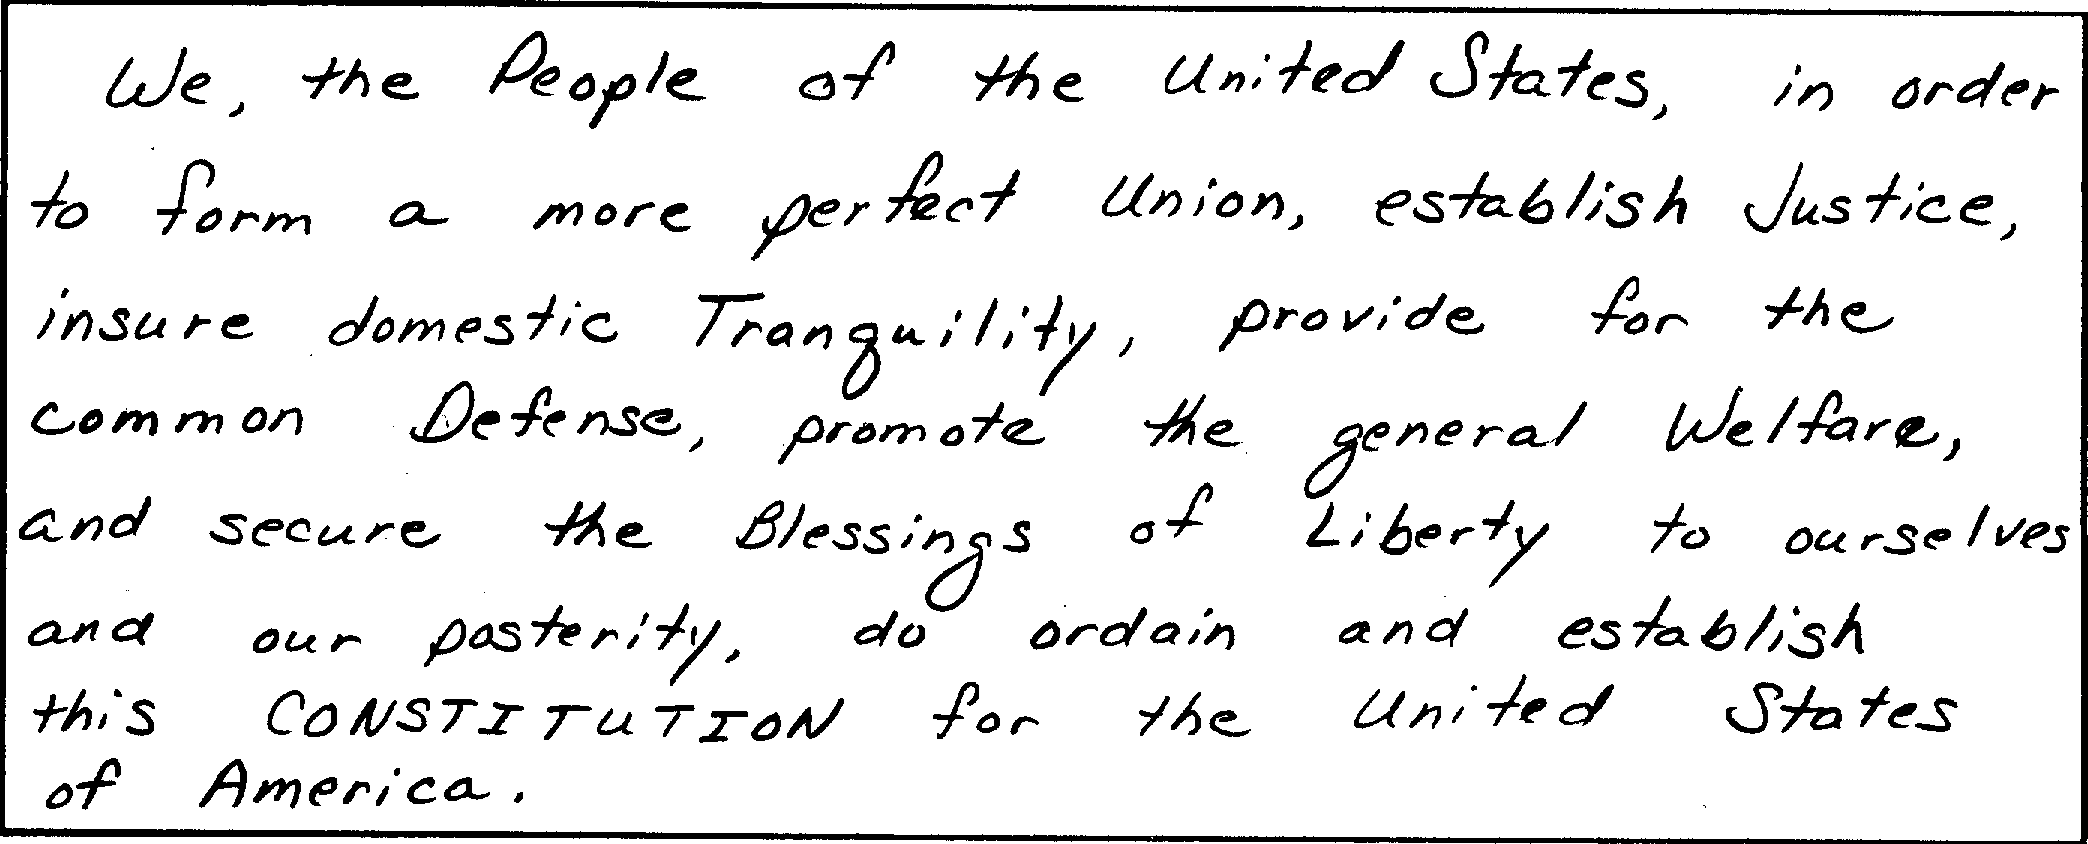 We, the People of the United States, in order
to form a more perfect Union, establish Justice,
insure domestic Tranquility, provide for the
common Defense, promote the general Welfare,
and secure the Blessings of Liberty to ourselves
and our posterity, do ordain and establish
this CONSTITUTION for the United States
of America.